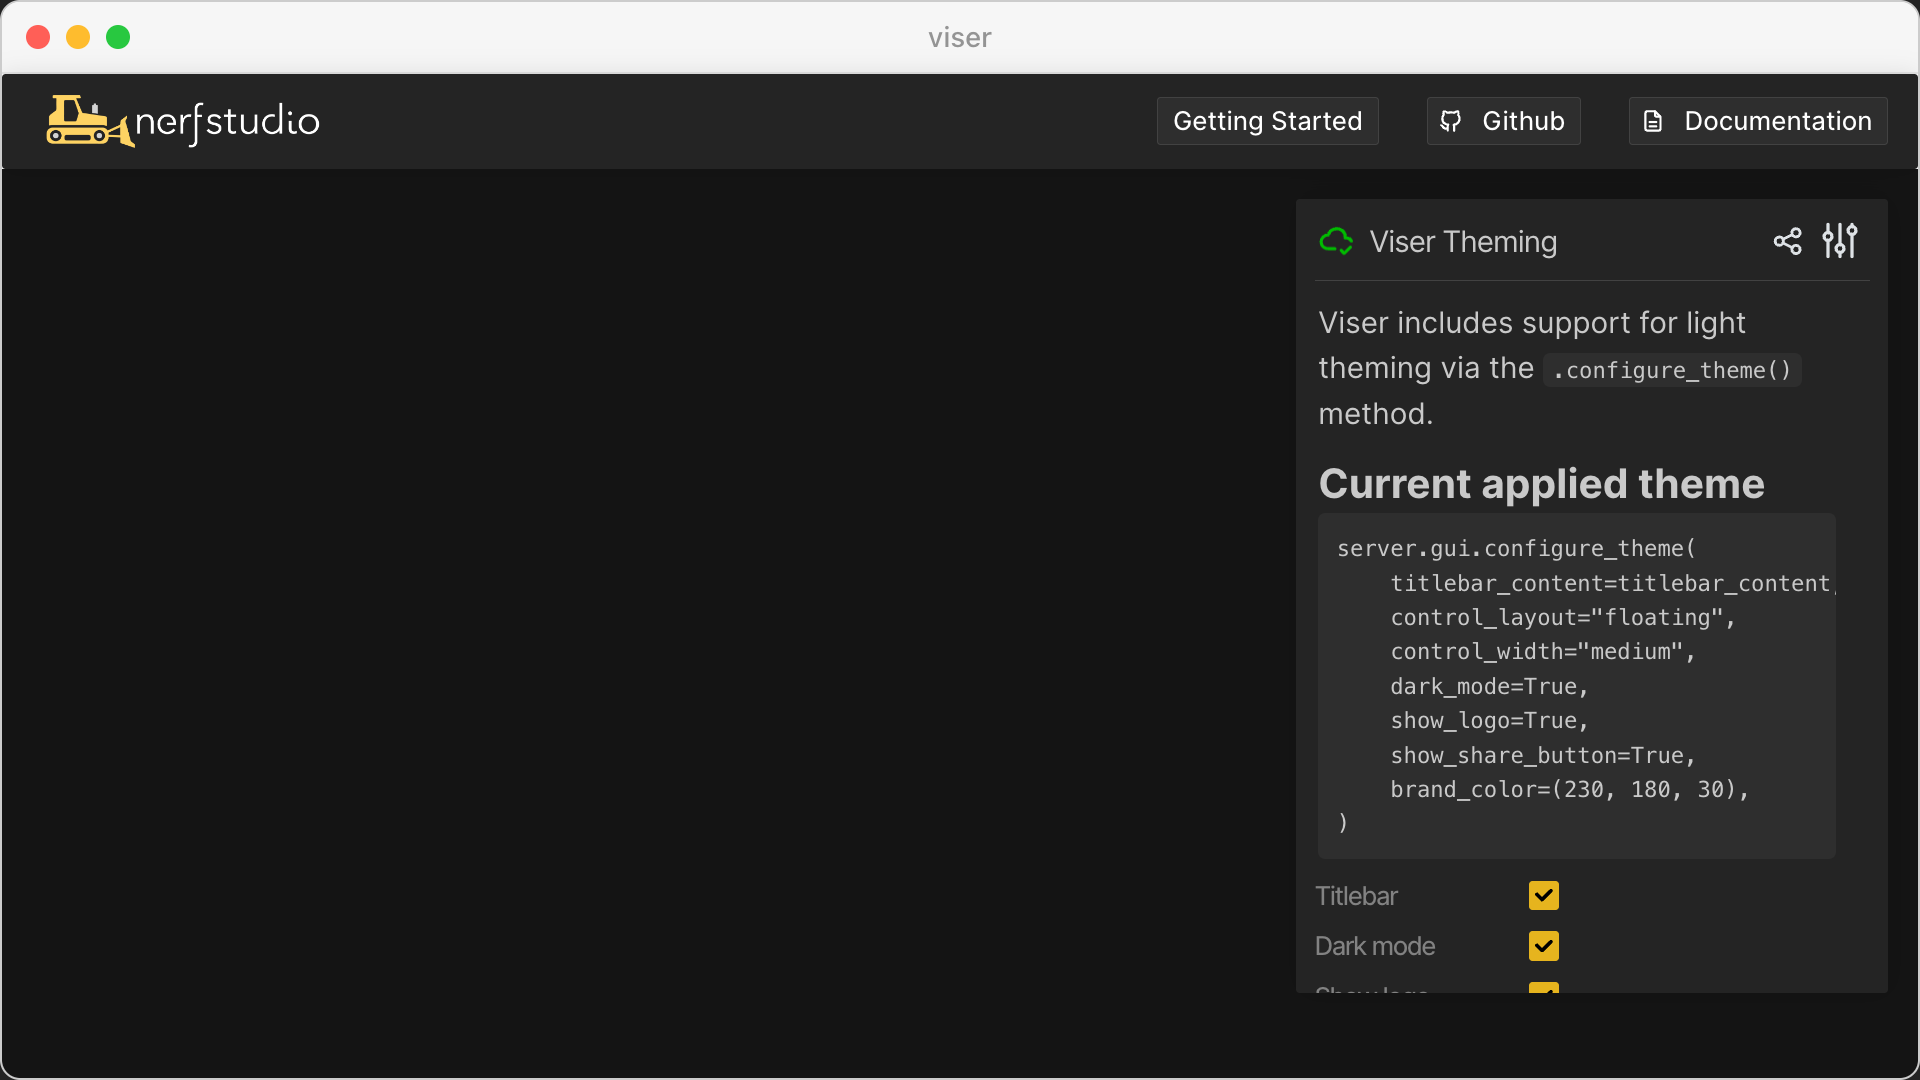 viser
nerfstudio
Getting Started
Github
Documentation
Viser Theming
Viser includes support for light
theming via the .configure_theme()
method.
Current applied theme
server.gui.configure_theme(
    titlebar_content=titlebar_content,
    control_layout="floating",
    control_width="medium",
    dark_mode=True,
    show_logo=True,
    show_share_button=True,
    brand_color=(230, 180, 30),
)
Titlebar
Dark mode
Show logo